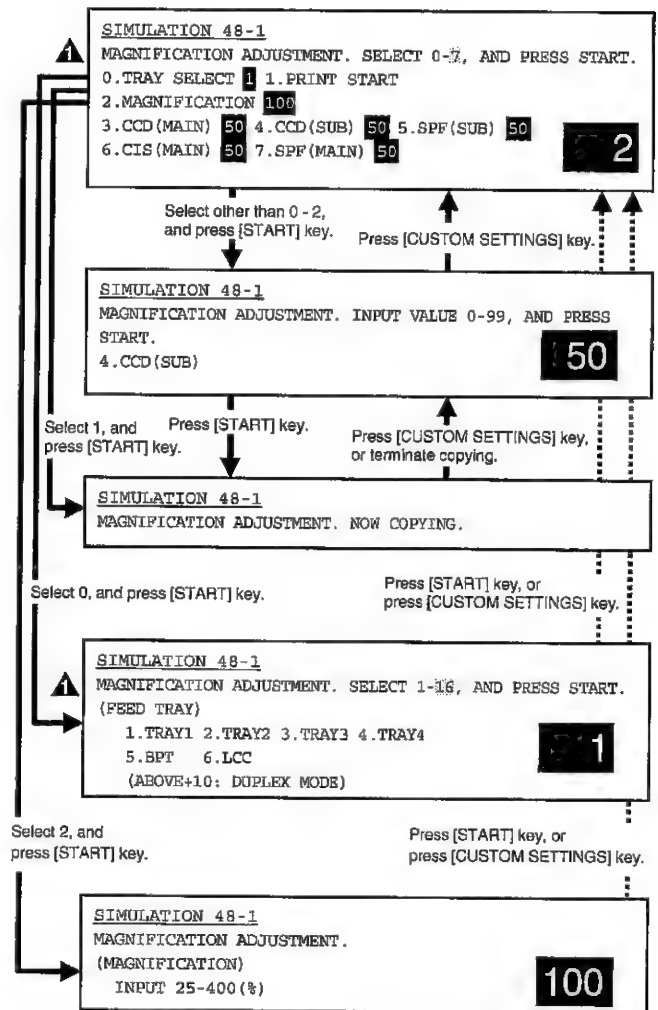 SIMULATION 48-1
1
MAGNIFICATION ADJUSTMENT. SELECT 0-7, AND PRESS START.
0.TRAY SELECT 1 1.PRINT START
2.MAGNIFICATION 100
3.CCD(MAIN) 50 4.CCD(SUB) 50 5.SPF(SUB) 50
6.CIS(MAIN) 50 7.SPF(MAIN) 50
2
Select other than 0 - 2,
and press [START] key.
Press [CUSTOM SETTINGS] key.
SIMULATION 48-1
MAGNIFICATION ADJUSTMENT. INPUT VALUE 0-99, AND PRESS
START.
4.CCD(SUB)
50
Select 1, and
press [START] key.
Press [START] key.
Press [CUSTOM SETTINGS] key,
or terminate copying.
SIMULATION 48-1
MAGNIFICATION ADJUSTMENT. NOW COPYING.
Select 0, and press [START] key.
Press [START] key, or
press [CUSTOM SETTINGS] key.
SIMULATION 48-1
1
MAGNIFICATION ADJUSTMENT. SELECT 1-16, AND PRESS START.
(FEED TRAY)
1.TRAY1 2.TRAY2 3.TRAY3 4.TRAY4
5.BPT 6.LCC
(ABOVE+10: DUPLEX MODE)
1
Select 2, and
press [START] key.
Press [START] key, or
press [CUSTOM SETTINGS] key.
SIMULATION 48-1
MAGNIFICATION ADJUSTMENT.
(MAGNIFICATION)
INPUT 25-400(%)
100